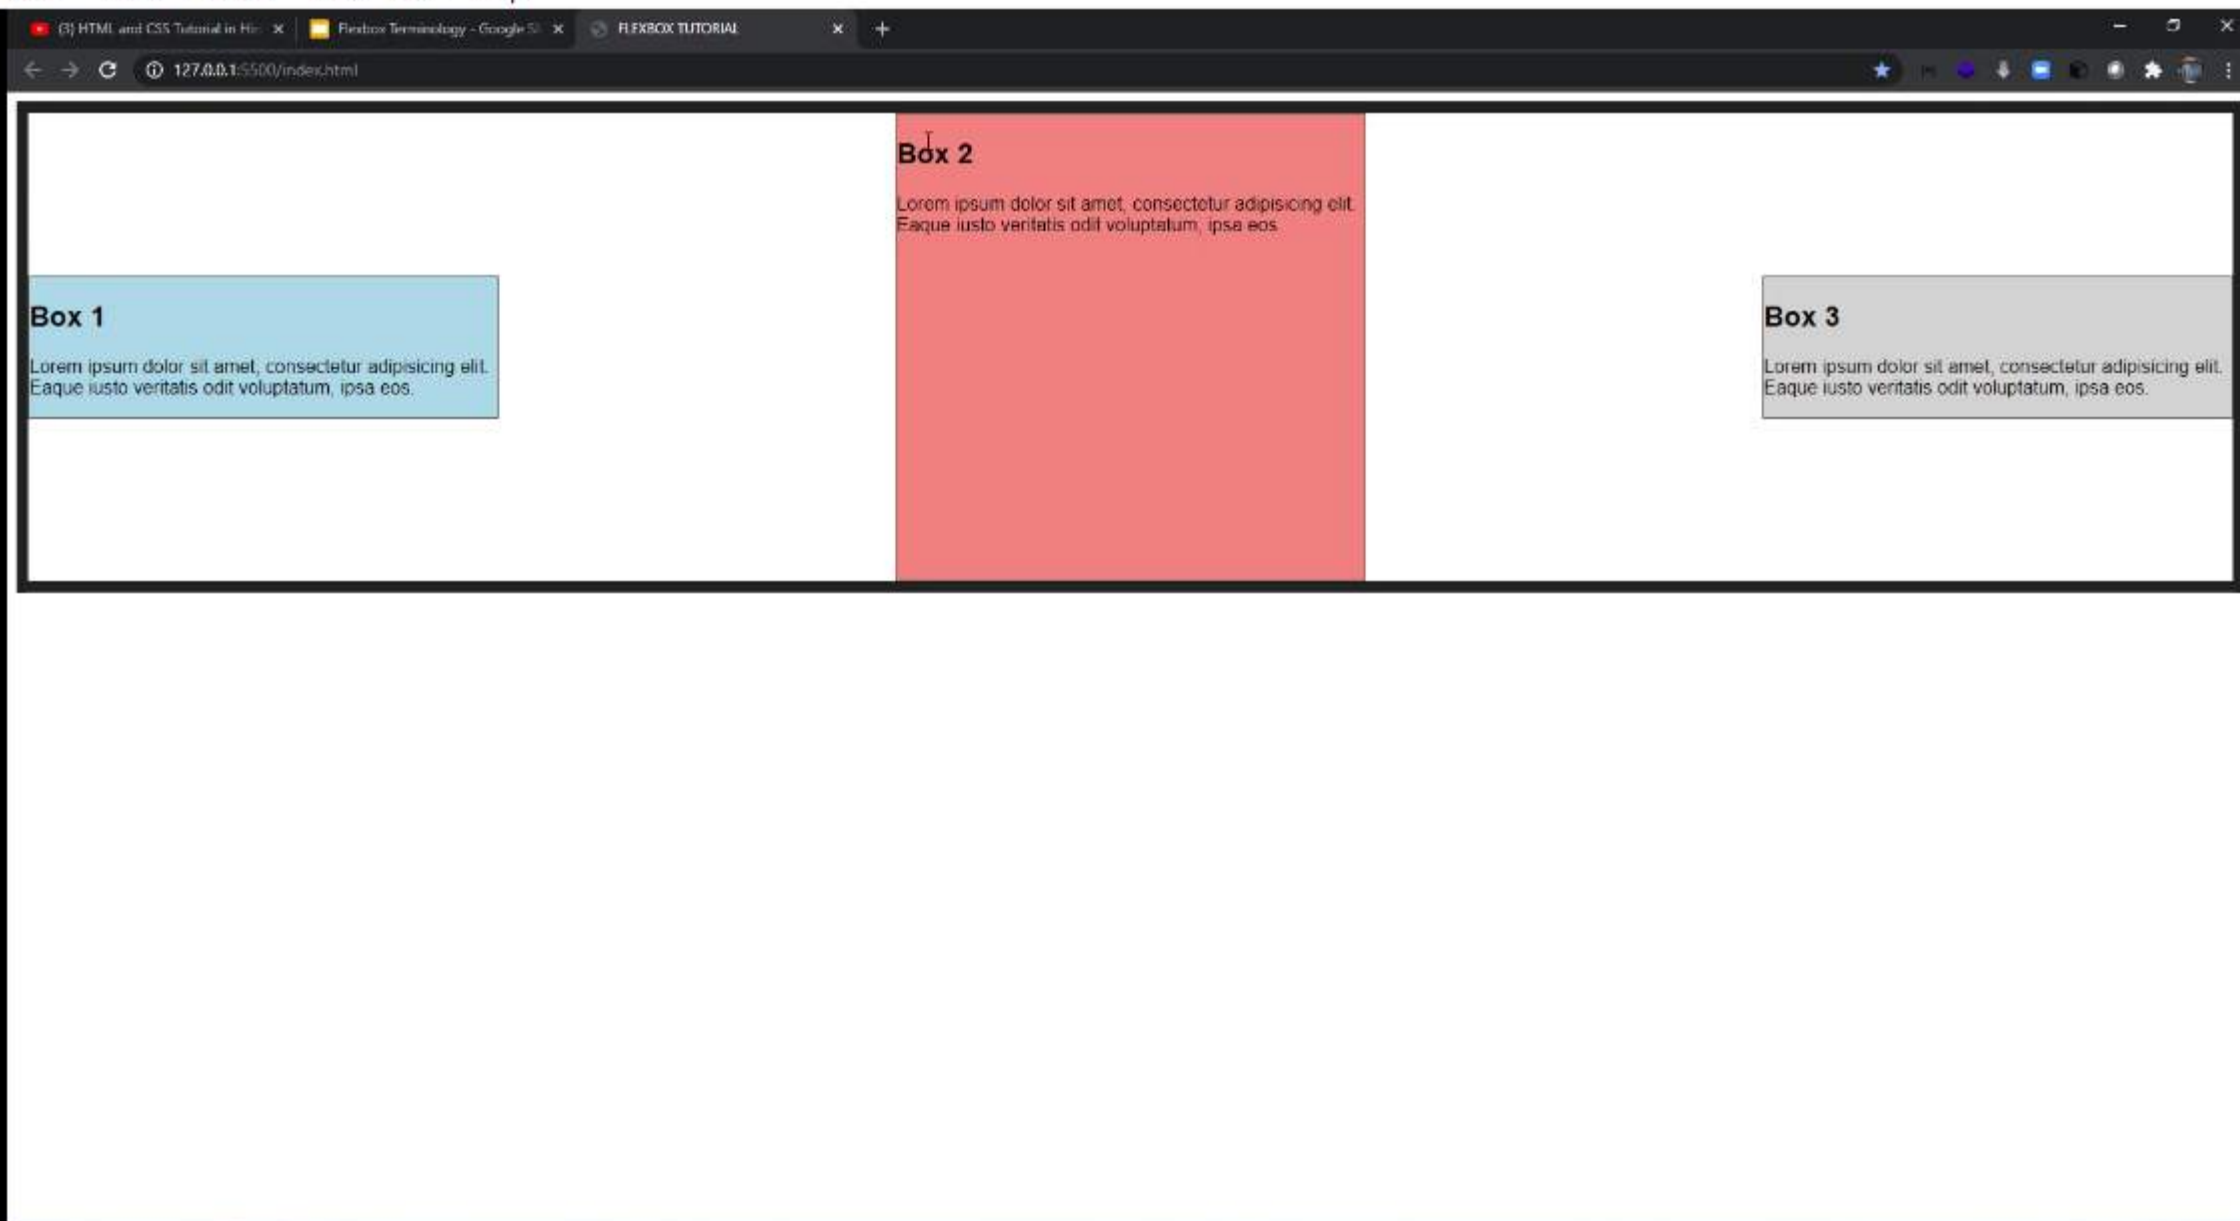 (3) HTML and CSS Tutorial in Hi
Flexbox Terminology - Google S
FLEXBOX TUTORIAL
127.0.0.1:5500/index.html
Box 2
Lorem ipsum dolor sit amet, consectetur adipisicing elit.
Eaque iusto veritatis odit voluptatum, ipsa eos.
Box 1
Lorem ipsum dolor sit amet, consectetur adipisicing elit.
Eaque iusto veritatis odit voluptatum, ipsa eos.
Box 3
Lorem ipsum dolor sit amet, consectetur adipisicing elit.
Eaque iusto veritatis odit voluptatum, ipsa eos.